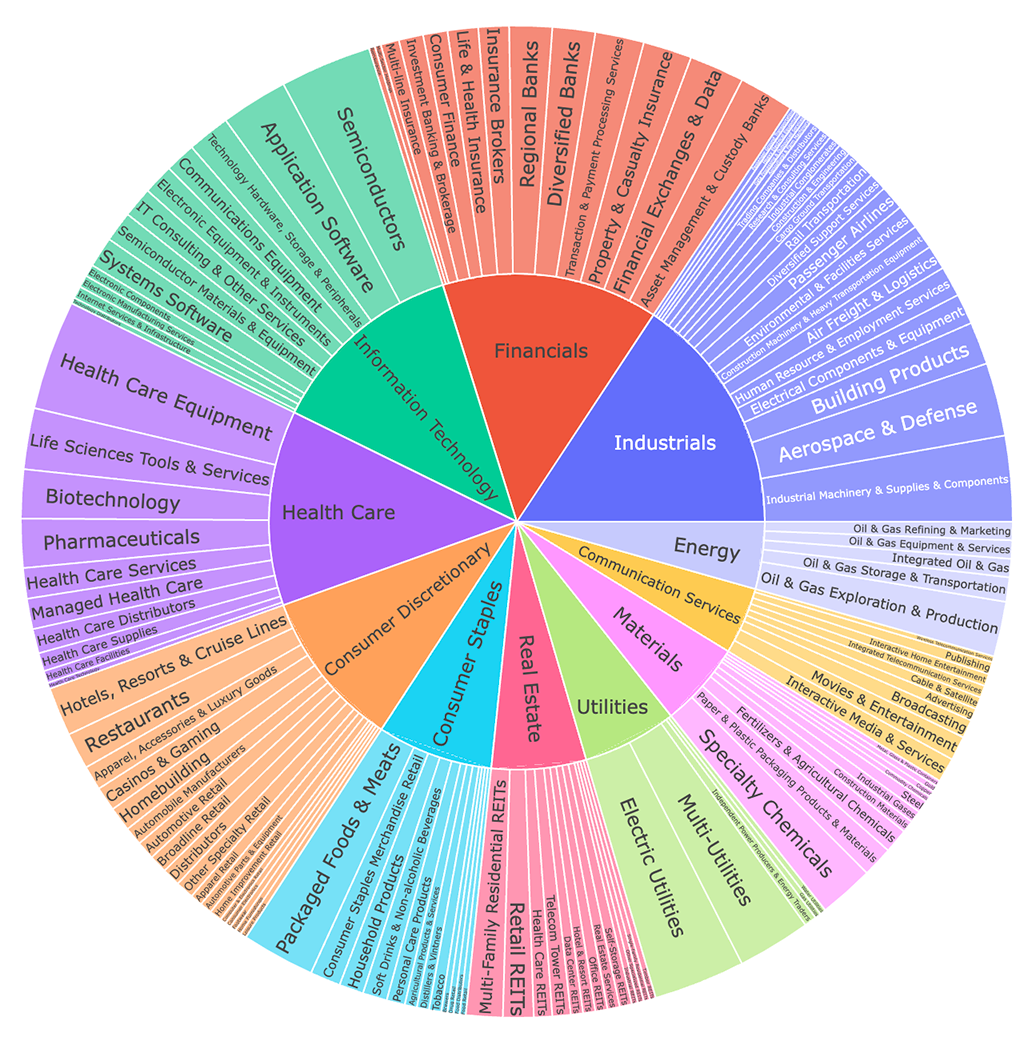 Financials
Asset Management & Custody Banks
Financial Exchanges & Data
Property & Casualty Insurance
Transaction & Payment Processing Services
Diversified Banks
Regional Banks
Insurance Brokers
Life & Health Insurance
Consumer Finance
Investment Banking & Brokerage
Multi-line Insurance
Industrials
Industrial Machinery & Supplies & Components
Aerospace & Defense
Building Products
Electrical Components & Equipment
Human Resource & Employment Services
Air Freight & Logistics
Construction Machinery & Heavy Transportation Equipment
Environmental & Facilities Services
Passenger Airlines
Diversified Support Services
Rail Transportation
Cargo Ground Transportation
Construction & Engineering
Industrial Conglomerates
Research & Consulting Services
Trading Companies & Distributors
Energy
Oil & Gas Refining & Marketing
Oil & Gas Equipment & Services
Integrated Oil & Gas
Oil & Gas Storage & Transportation
Oil & Gas Exploration & Production
Communication Services
Wireless Telecommunication Services
Publishing
Interactive Home Entertainment
Integrated Telecommunication Services
Cable & Satellite
Advertising
Broadcasting
Movies & Entertainment
Interactive Media & Services
Materials
Metal, Glass & Plastic Containers
Gold
Copper
Commodity Chemicals
Steel
Industrial Gases
Construction Materials
Fertilizers & Agricultural Chemicals
Paper & Plastic Packaging Products & Materials
Specialty Chemicals
Utilities
Water Utilities
Gas Utilities
Independent Power Producers & Energy Traders
Multi-Utilities
Electric Utilities
Real Estate
Self-Storage REITs
Real Estate Services
Office REITs
Hotel & Resort REITs
Data Center REITs
Telecom Tower REITs
Health Care REITs
Retail REITs
Multi-Family Residential REITs
Consumer Staples
Food Retail
Food Distributors
Drug Retail
Brewers
Tobacco
Distillers & Vintners
Agricultural Products & Services
Personal Care Products
Soft Drinks & Non-alcoholic Beverages
Household Products
Consumer Staples Merchandise Retail
Packaged Foods & Meats
Consumer Discretionary
Home Improvement Retail
Automotive Parts & Equipment
Apparel Retail
Other Specialty Retail
Distributors
Broadline Retail
Automotive Retail
Automobile Manufacturers
Homebuilding
Casinos & Gaming
Apparel, Accessories & Luxury Goods
Restaurants
Hotels, Resorts & Cruise Lines
Health Care
Health Care Technology
Health Care Facilities
Health Care Supplies
Health Care Distributors
Managed Health Care
Health Care Services
Pharmaceuticals
Biotechnology
Life Sciences Tools & Services
Health Care Equipment
Information Technology
Internet Services & Infrastructure
Electronic Manufacturing Services
Electronic Components
Systems Software
Semiconductor Materials & Equipment
IT Consulting & Other Services
Electronic Equipment & Instruments
Communications Equipment
Technology Hardware, Storage & Peripherals
Application Software
Semiconductors